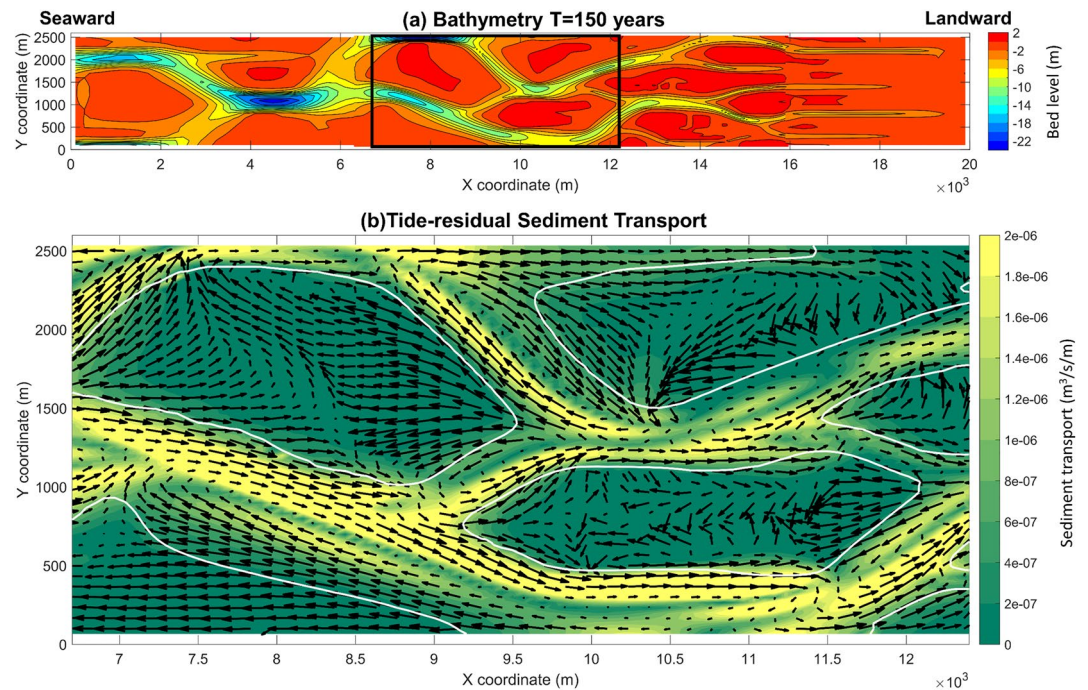 Seaward (a) Bathymetry T=150 years Landward
2500
2000
1500
1000
500
0
Y coordinate (m)
0 2 4 6 8 10 12 14 16 18 20
X coordinate (m) ×10³
2
-2
-6
-10
-14
-18
-22
Bed level (m)
(b)Tide-residual Sediment Transport
2500
2000
1500
1000
500
0
Y coordinate (m)
7 7.5 8 8.5 9 9.5 10 10.5 11 11.5 12
X coordinate (m) ×10³
2e-06
1.8e-06
1.6e-06
1.4e-06
1.2e-06
1e-06
8e-07
6e-07
4e-07
2e-07
0
Sediment transport (m³/s/m)